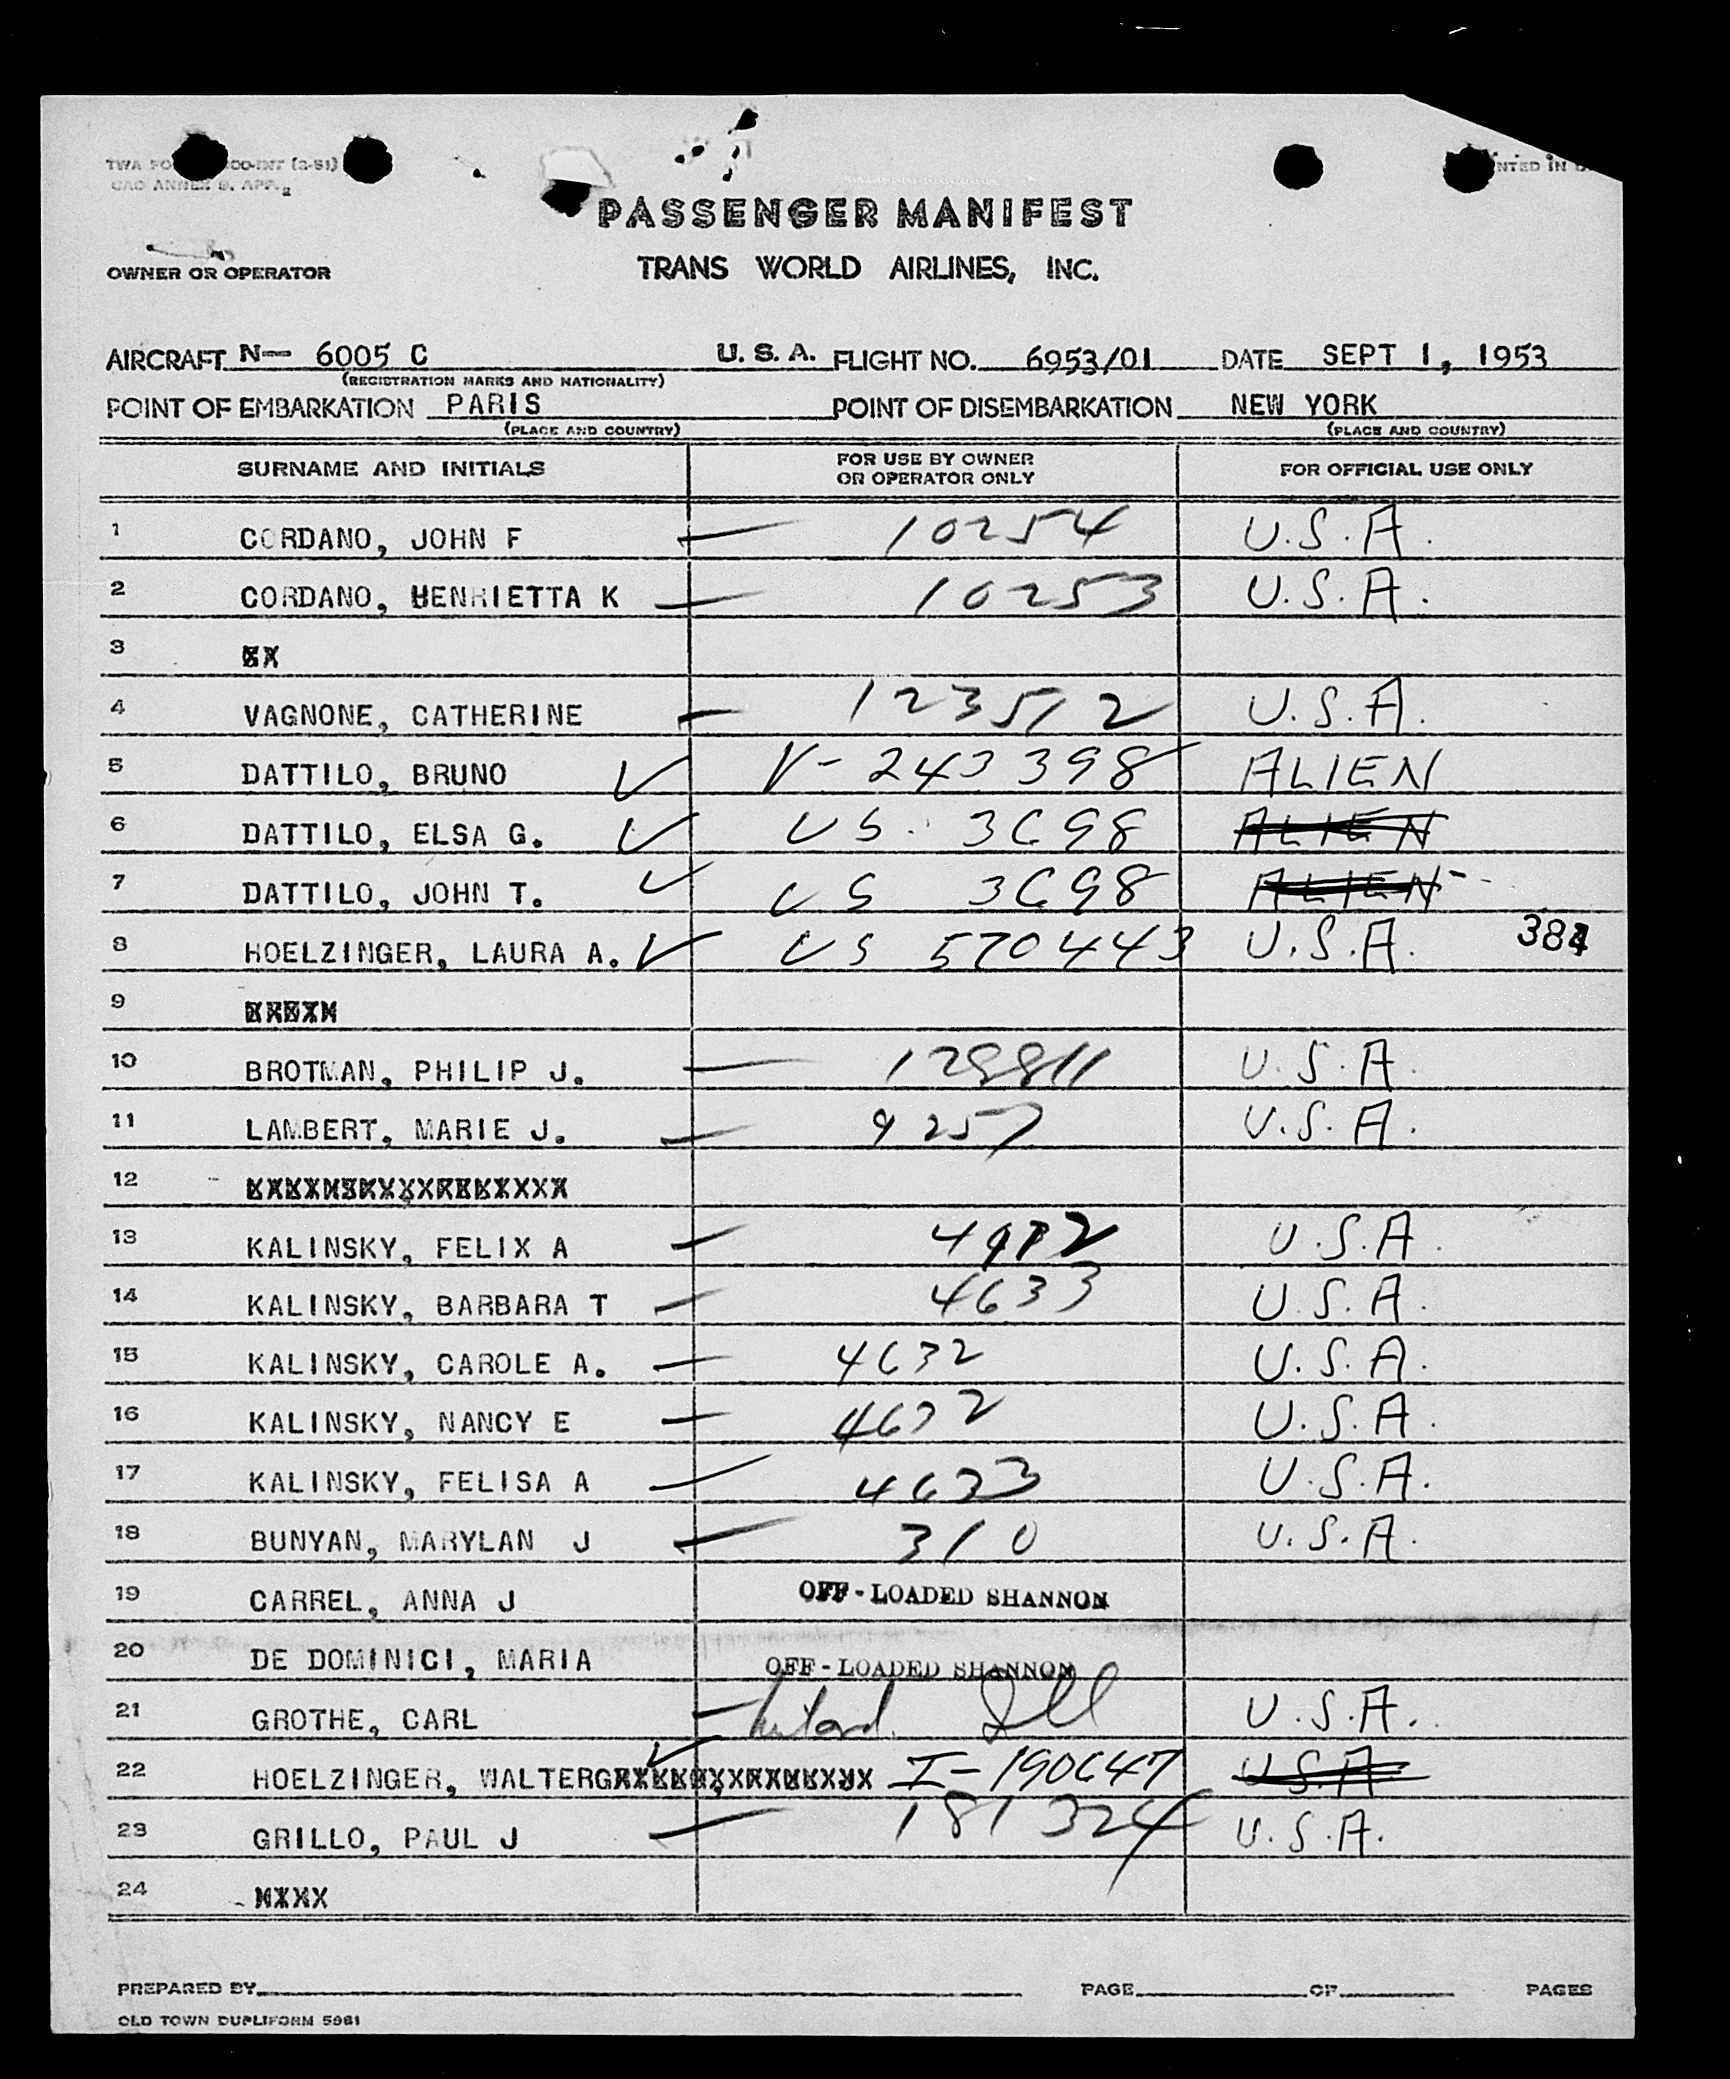 PASSENGER MANIFEST
OWNER OR OPERATOR TRANS WORLD AIRLINES, INC.
AIRCRAFT N— 6005 C U. S. A. FLIGHT NO. 6953/01 DATE SEPT 1, 1953
(REGISTRATION MARKS AND NATIONALITY)
POINT OF EMBARKATION PARIS POINT OF DISEMBARKATION NEW YORK
(PLACE AND COUNTRY) (PLACE AND COUNTRY)
SURNAME AND INITIALS FOR USE BY OWNER OR OPERATOR ONLY FOR OFFICIAL USE ONLY
1 CORDANO, JOHN F — 10254 U.S.A.
2 CORDANO, HENRIETTA K — 10253 U.S.A.
3
4 VAGNONE, CATHERINE — 123512 U.S.A.
5 DATTILO, BRUNO ✓ V-243398 ALIEN
6 DATTILO, ELSA G. ✓ US. 3698 ALIEN
7 DATTILO, JOHN T. ✓ US 3698 ALIEN
8 HOELZINGER, LAURA A. ✓ US 570443 U.S.A. 384
9
10 BROTMAN, PHILIP J. — 128811 U.S.A.
11 LAMBERT, MARIE J. — 9257 U.S.A.
12
13 KALINSKY, FELIX A — U.S.A.
14 KALINSKY, BARBARA T — 4633 U.S.A.
15 KALINSKY, CAROLE A. — 4632 U.S.A.
16 KALINSKY, NANCY E — 4632 U.S.A.
17 KALINSKY, FELISA A — 4633 U.S.A.
18 BUNYAN, MARYLAN J — 310 U.S.A.
19 CARREL, ANNA J OFF-LOADED SHANNON
20 DE DOMINICI, MARIA OFF-LOADED SHANNON
21 GROTHE, CARL — U.S.A.
22 HOELZINGER, WALTER ✓ I-190647 U.S.A.
23 GRILLO, PAUL J — 181324 U.S.A.
24
PREPARED BY PAGE OF PAGES
OLD TOWN DUPLIFORM 5961